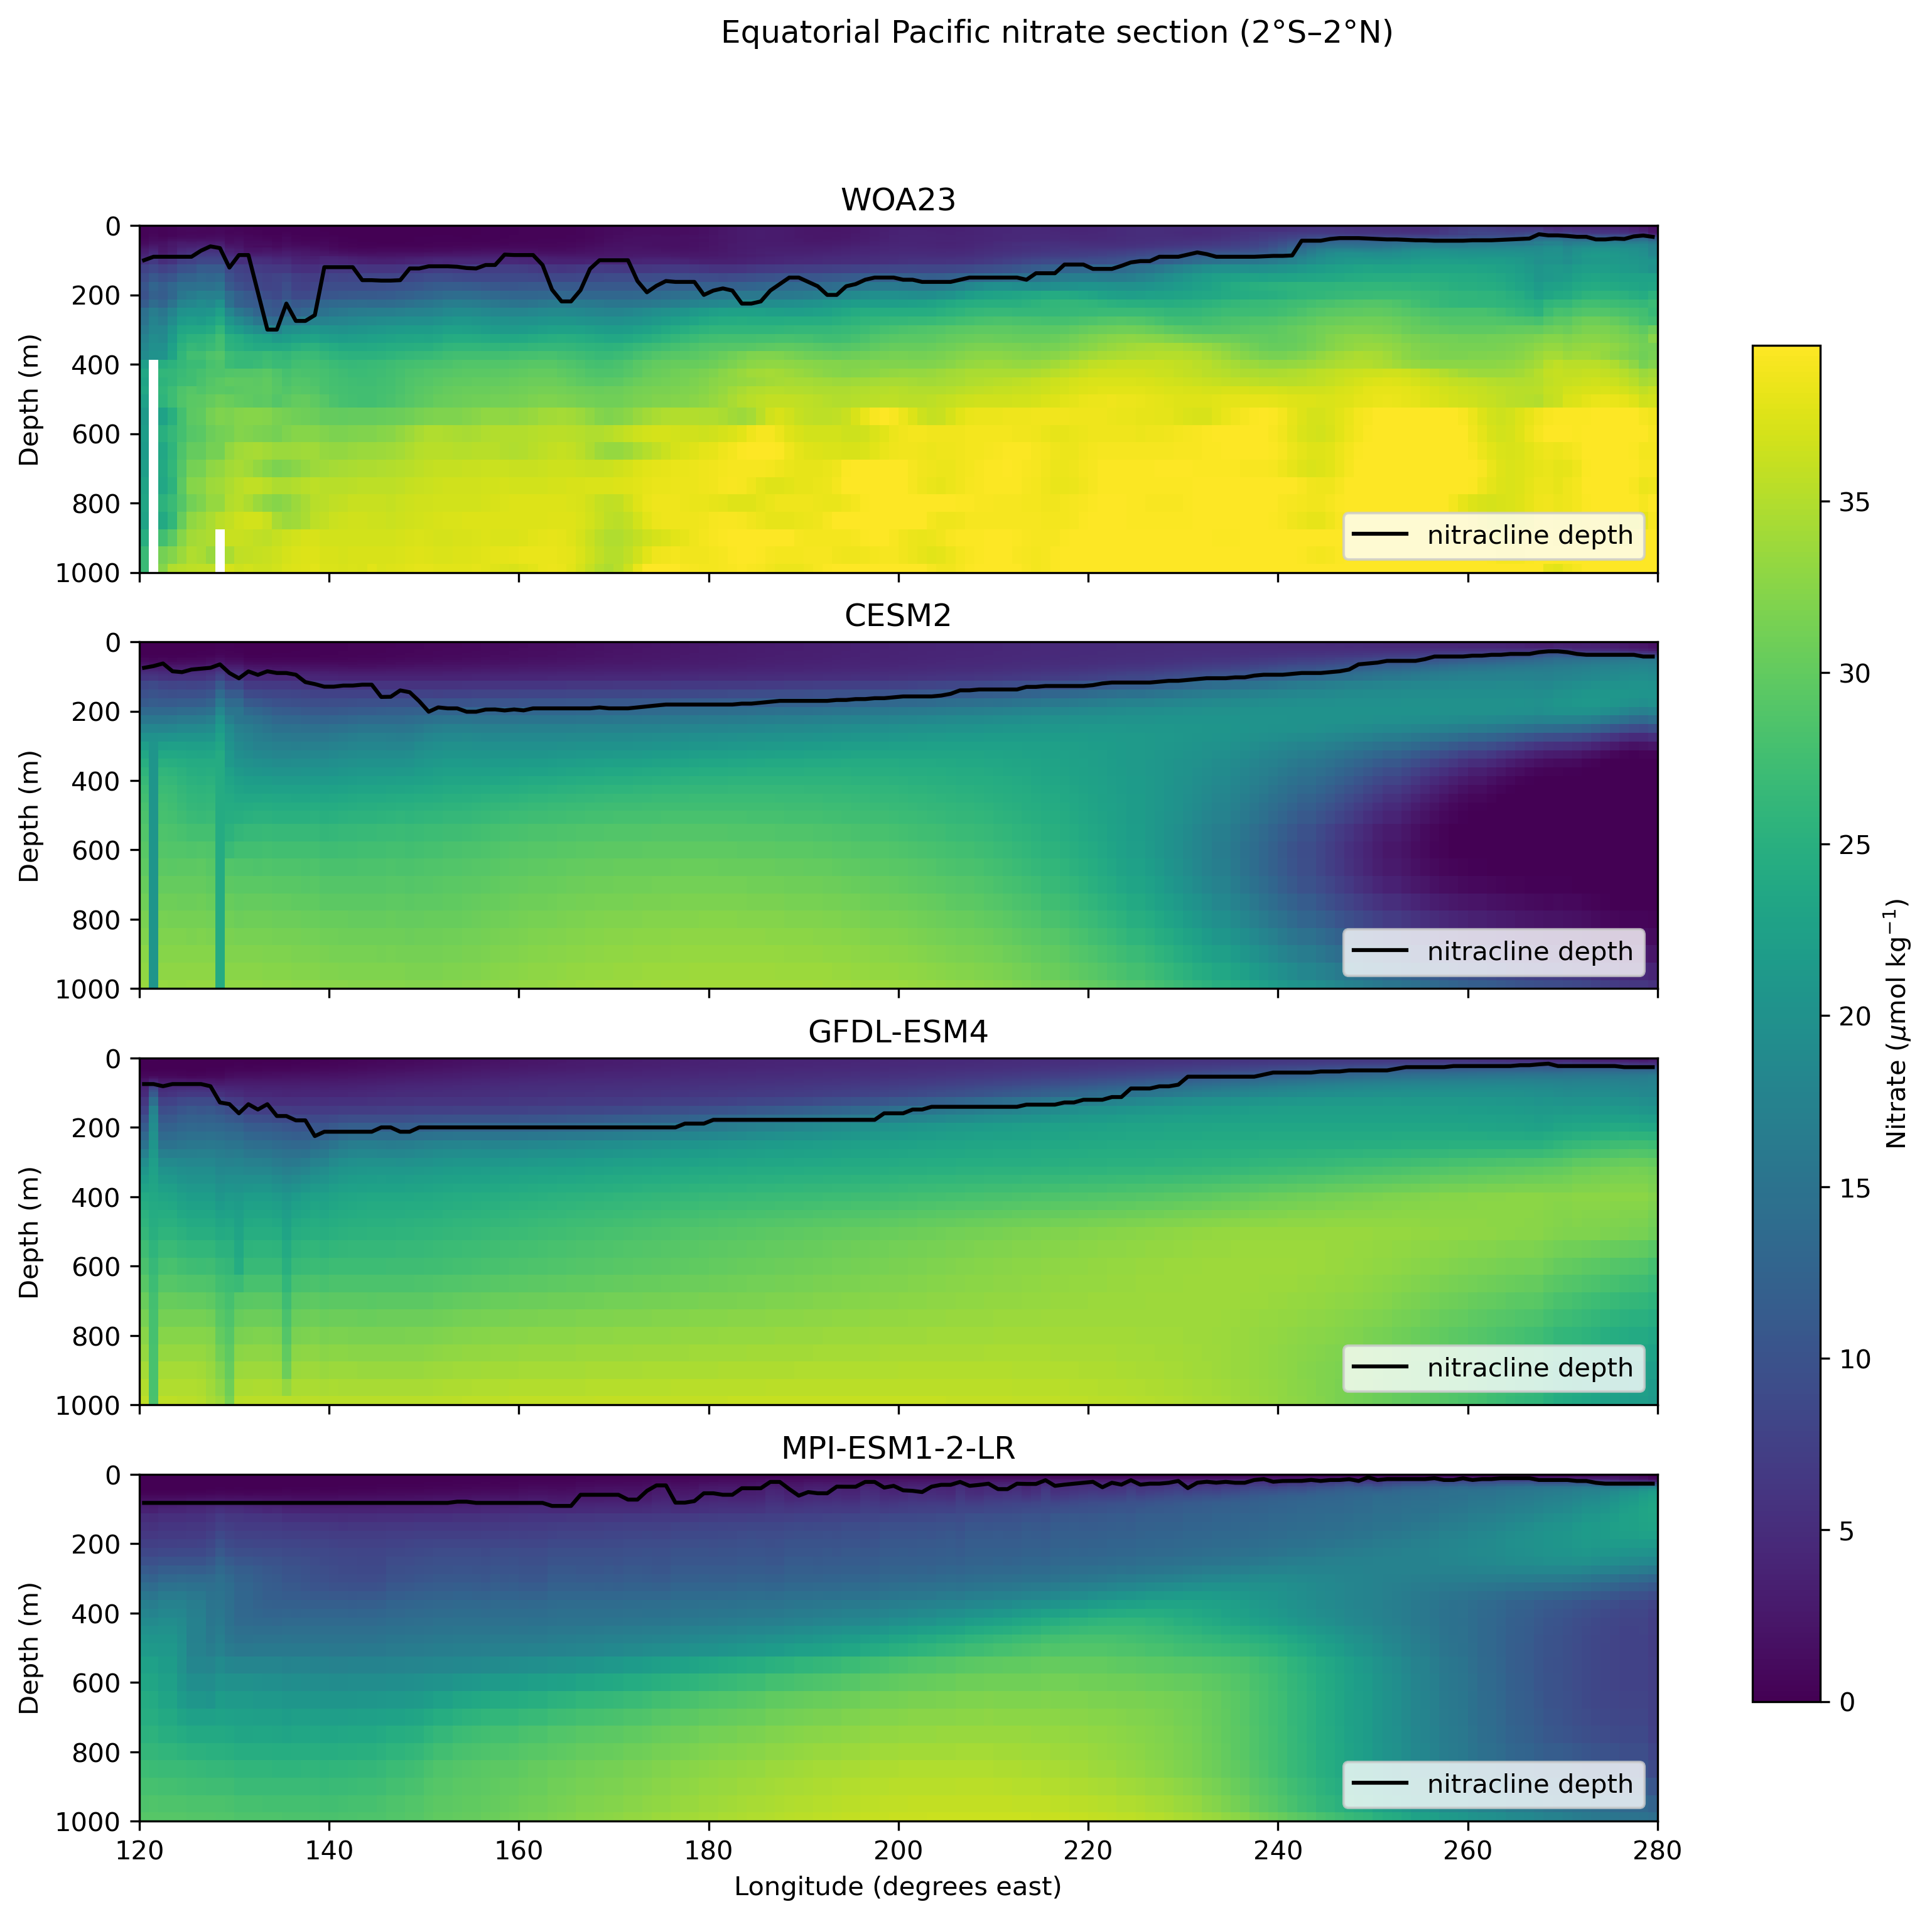 Equatorial Pacific nitrate section (2°S–2°N)
WOA23
0
200
400
600
800
1000
Depth (m)
nitracline depth
CESM2
0
200
400
600
800
1000
Depth (m)
nitracline depth
GFDL-ESM4
0
200
400
600
800
1000
Depth (m)
nitracline depth
MPI-ESM1-2-LR
0
200
400
600
800
1000
Depth (m)
nitracline depth
120 140 160 180 200 220 240 260 280
Longitude (degrees east)
35
30
25
20
15
10
5
0
Nitrate (μmol kg⁻¹)